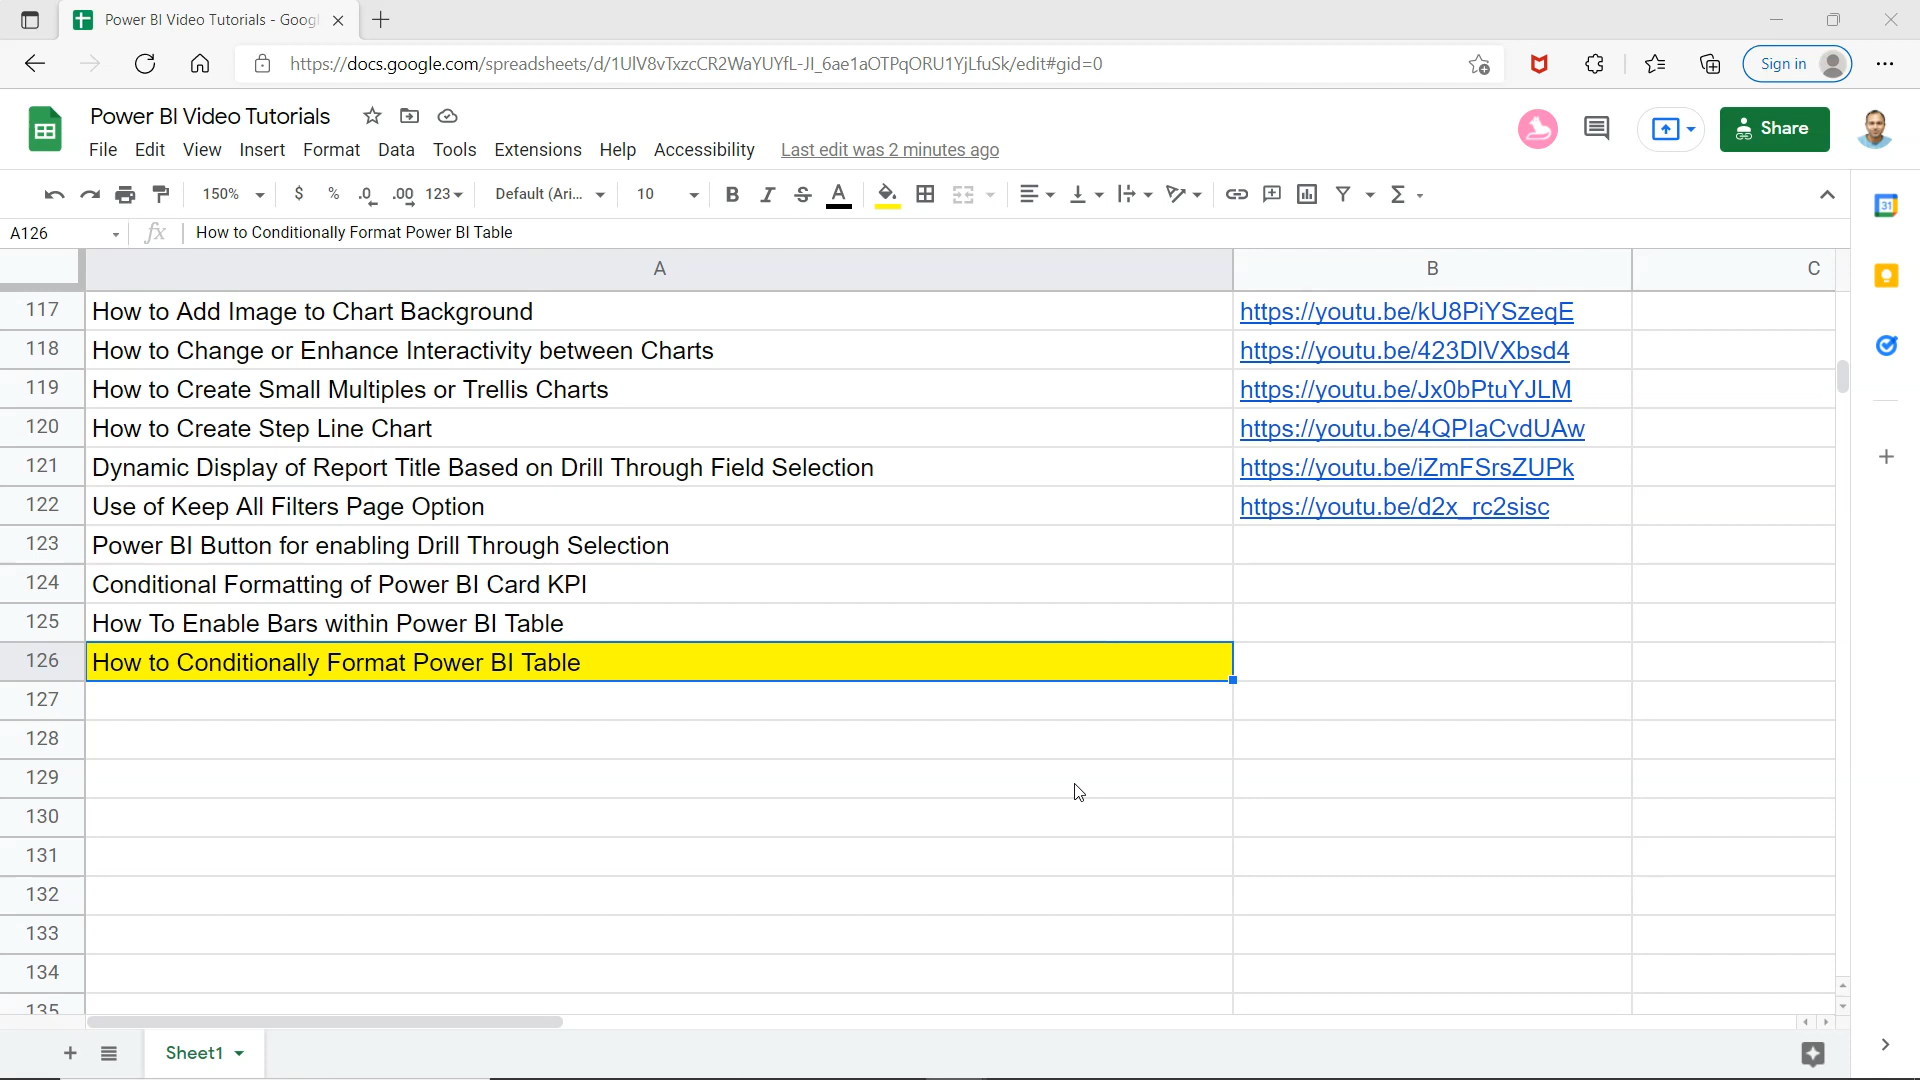 Power BI Video Tutorials - Googl
https://docs.google.com/spreadsheets/d/1UlV8vTxzcCR2WaYUYfL-JI_6ae1aOTPqORU1YjLfuSk/edit#gid=0
Sign in
Power BI Video Tutorials
File Edit View Insert Format Data Tools Extensions Help Accessibility Last edit was 2 minutes ago
Share
150% $ % .0 .00 123 Default (Ari... 10 B I S A Σ
31
A126 fx How to Conditionally Format Power BI Table
A B C
117 How to Add Image to Chart Background https://youtu.be/kU8PiYSzeqE
118 How to Change or Enhance Interactivity between Charts https://youtu.be/423DlVXbsd4
119 How to Create Small Multiples or Trellis Charts https://youtu.be/Jx0bPtuYJLM
120 How to Create Step Line Chart https://youtu.be/4QPlaCvdUAw
121 Dynamic Display of Report Title Based on Drill Through Field Selection https://youtu.be/iZmFSrsZUPk
122 Use of Keep All Filters Page Option https://youtu.be/d2x_rc2sisc
123 Power BI Button for enabling Drill Through Selection
124 Conditional Formatting of Power BI Card KPI
125 How To Enable Bars within Power BI Table
126 How to Conditionally Format Power BI Table
127
128
129
130
131
132
133
134
135
Sheet1